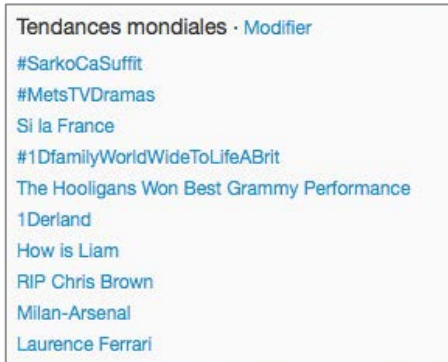 Tendances mondiales · Modifier
#SarkoCaSuffit
#MetsTVDramas
Si la France
#1DfamilyWorldWideToLifeABrit
The Hooligans Won Best Grammy Performance
1Derland
How is Liam
RIP Chris Brown
Milan-Arsenal
Laurence Ferrari